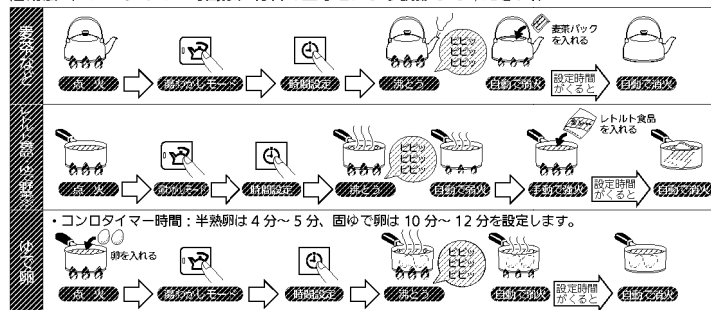 麦茶など
麦茶パック
を入れる
ピピッ
ピピッ
ピピッ
点火
湯わかしモード
時間設定
沸とう
自動で弱火
設定時間
がくると
自動で消火
レトルト食品
を入れる
ピピッ
ピピッ
ピピッ
点火
湯わかしモード
時間設定
沸とう
自動で弱火
手動で強火
設定時間
がくると
自動で消火
・コンロタイマー時間：半熟卵は4分～5分、固ゆで卵は10分～12分を設定します。
ゆで卵
卵を入れる
ピピッ
ピピッ
ピピッ
点火
湯わかしモード
時間設定
沸とう
自動で弱火
設定時間
がくると
自動で消火